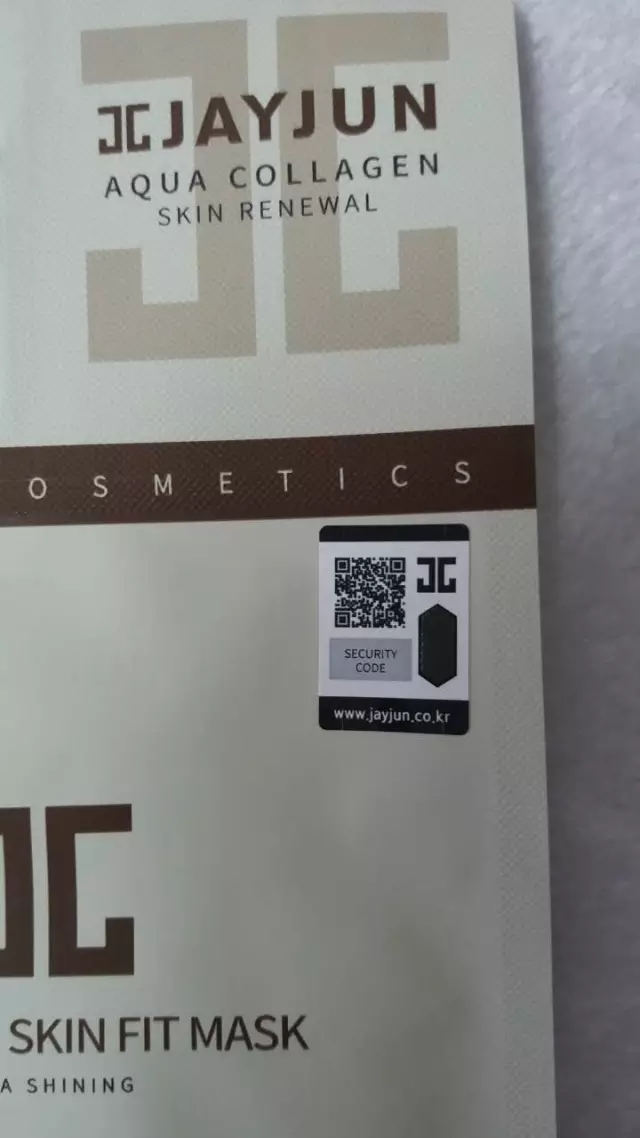 JAYJUN
AQUA COLLAGEN
SKIN RENEWAL
OSMETICS
SECURITY
CODE
www.jayjun.co.kr
SKIN FIT MASK
A SHINING